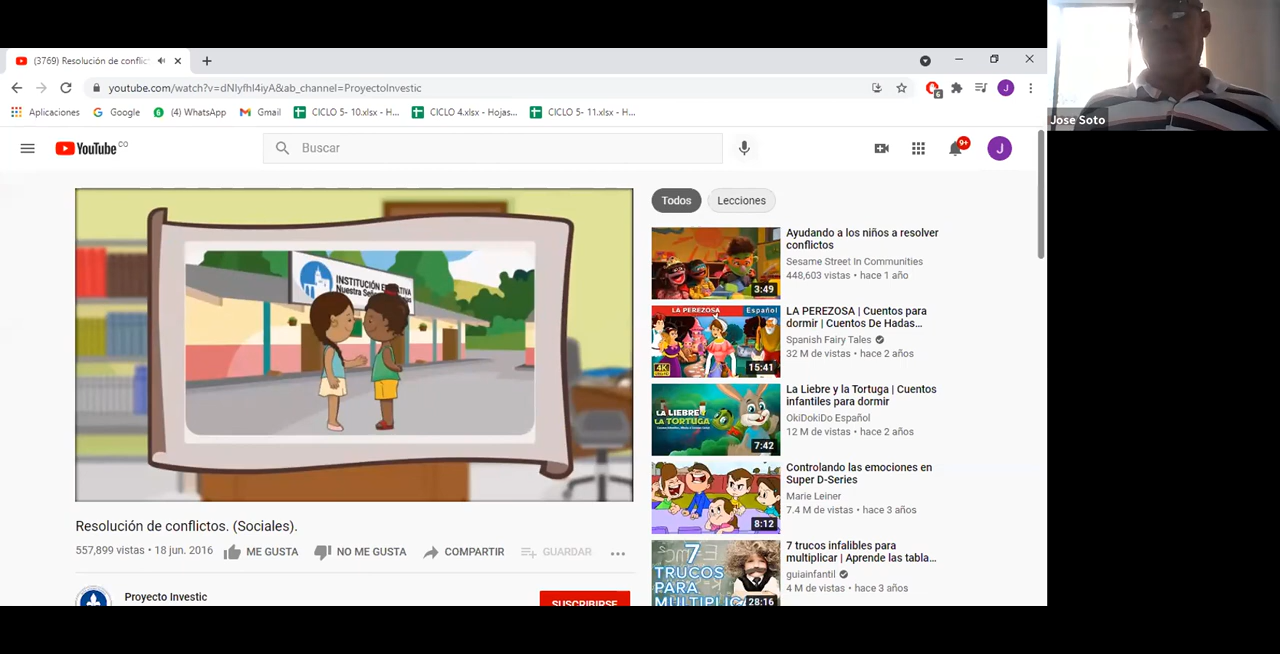 (3769) Resolución de conflic
youtube.com/watch?v=dNIyfhl4iyA&ab_channel=ProyectoInvestic
Aplicaciones
Google
(4) WhatsApp
Gmail
CICLO 5- 10.xlsx - H...
CICLO 4.xlsx - Hojas...
CICLO 5- 11.xlsx - H...
Jose Soto
YouTube CO
Buscar
9+
J
INSTITUCIÓN EDUCATIVA
Nuestra
Todos
Lecciones
Ayudando a los niños a resolver
conflictos
Sesame Street In Communities
448,603 vistas • hace 1 año
3:49
LA PEREZOSA
Español
4K
15:41
LA PEREZOSA | Cuentos para
dormir | Cuentos De Hadas...
Spanish Fairy Tales
32 M de vistas • hace 2 años
LA LIEBRE Y
LA TORTUGA
7:42
La Liebre y la Tortuga | Cuentos
infantiles para dormir
OkiDokiDo Español
12 M de vistas • hace 2 años
8:12
Controlando las emociones en
Super D-Series
Marie Leiner
7.4 M de vistas • hace 3 años
7
TRUCOS
PARA
28:16
7 trucos infalibles para
multiplicar | Aprende las tabla...
guiainfantil
4 M de vistas • hace 3 años
Resolución de conflictos. (Sociales).
557,899 vistas • 18 jun. 2016
ME GUSTA
NO ME GUSTA
COMPARTIR
GUARDAR
Proyecto Investic
SUSCRIBIRSE